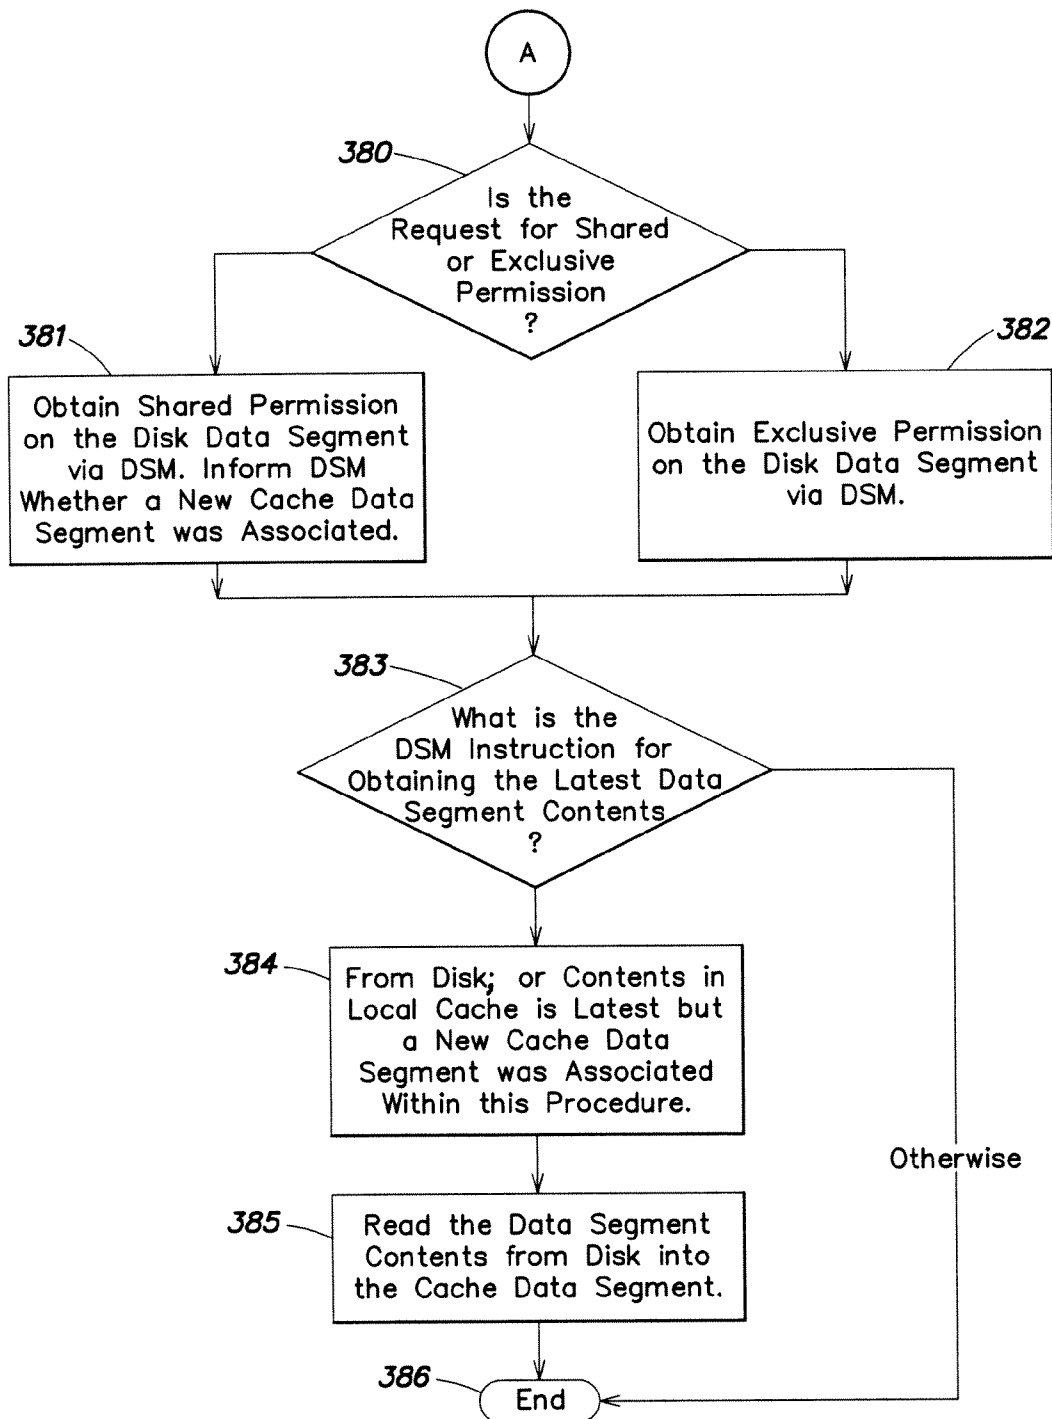 A
380
Is the
Request for Shared
or Exclusive
Permission
?
381
Obtain Shared Permission
on the Disk Data Segment
via DSM. Inform DSM
Whether a New Cache Data
Segment was Associated.
382
Obtain Exclusive Permission
on the Disk Data Segment
via DSM.
383
What is the
DSM Instruction for
Obtaining the Latest Data
Segment Contents
?
384
From Disk; or Contents in
Local Cache is Latest but
a New Cache Data
Segment was Associated
Within this Procedure.
Otherwise
385
Read the Data Segment
Contents from Disk into
the Cache Data Segment.
386
End